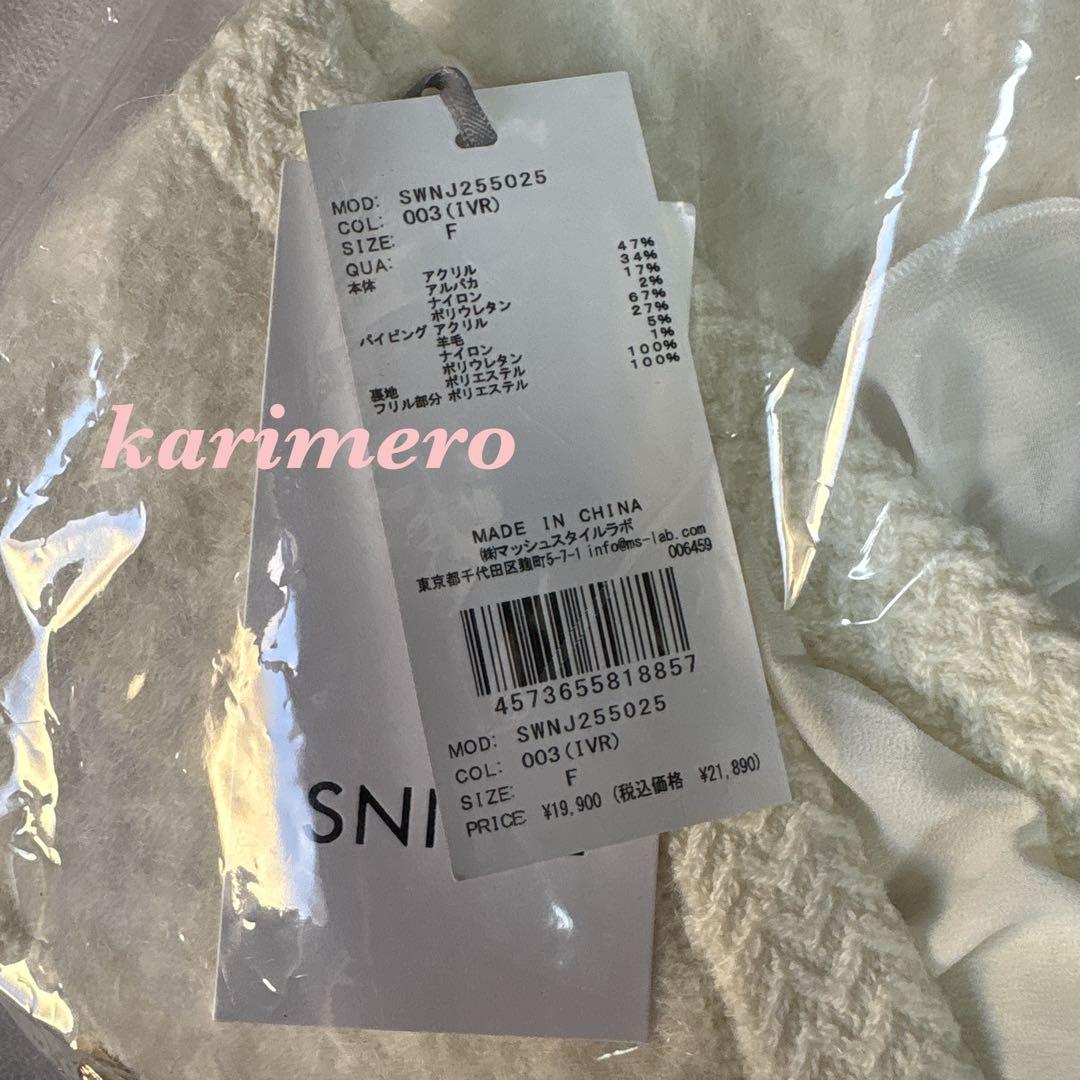 MOD: SWNJ255025
COL: 003(IVR)
SIZE: F
QUA:
本体 アクリル 47%
アルパカ 34%
ナイロン 17%
ポリウレタン 2%
パイピング アクリル 67%
羊毛 27%
ナイロン 5%
ポリウレタン 1%
裏地 ポリエステル 100%
フリル部分 ポリエステル 100%
karimero
MADE IN CHINA
㈱マッシュスタイルラボ
東京都千代田区麹町5-7-1 info@ms-lab.com
006459
4573655818857
MOD: SWNJ255025
COL: 003(IVR)
SIZE: F
PRICE: ¥19,900 (税込価格 ¥21,890)